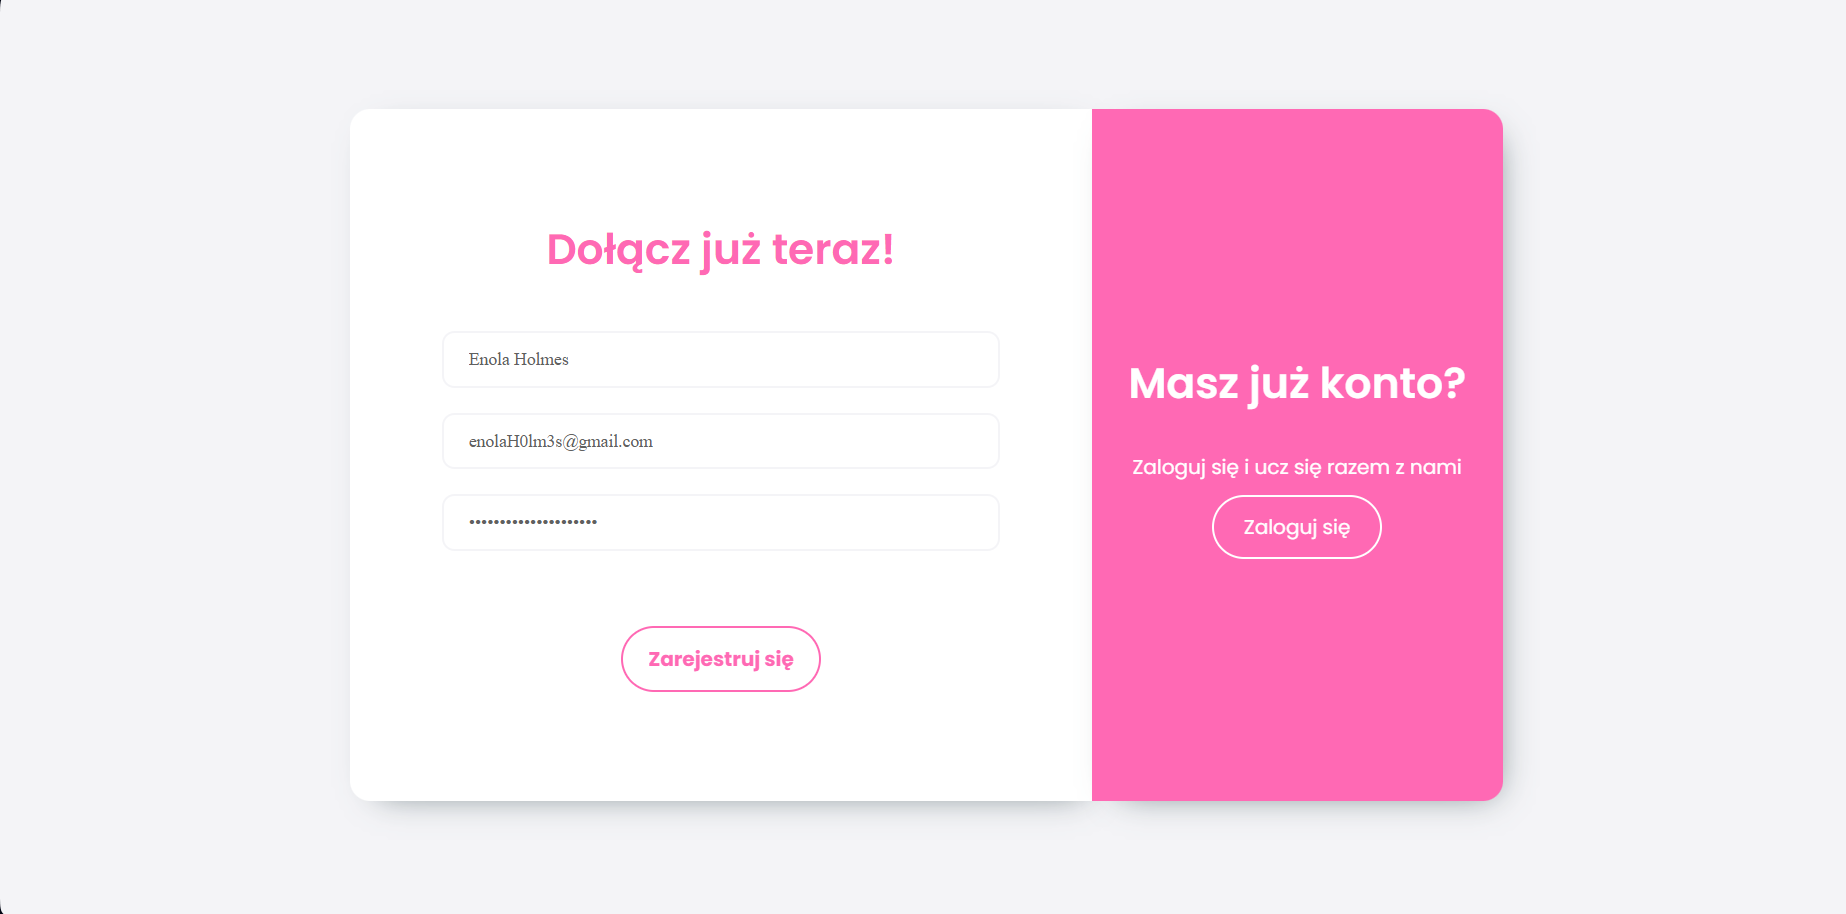 Dołącz już teraz!
Enola Holmes
enolaH0lm3s@gmail.com
•••••••••••••••••••••
Zarejestruj się
Masz już konto?
Zaloguj się i ucz się razem z nami
Zaloguj się